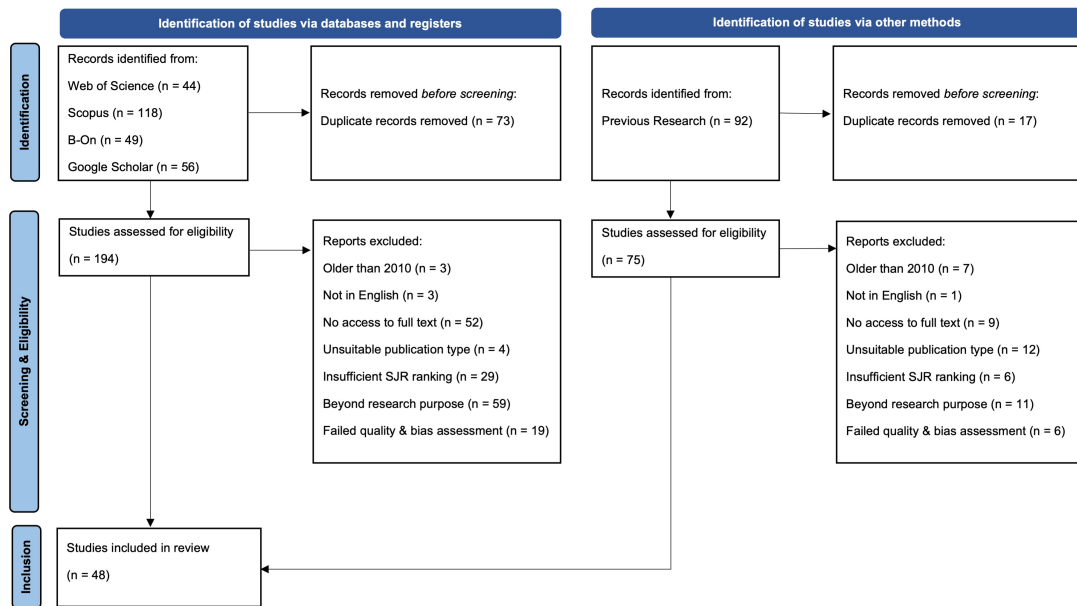 Identification of studies via databases and registers
Identification of studies via other methods
Identification
Records identified from:
Web of Science (n = 44)
Scopus (n = 118)
B-On (n = 49)
Google Scholar (n = 56)
Records removed before screening:
Duplicate records removed (n = 73)
Records identified from:
Previous Research (n = 92)
Records removed before screening:
Duplicate records removed (n = 17)
Screening & Eligibility
Studies assessed for eligibility
(n = 194)
Reports excluded:
Older than 2010 (n = 3)
Not in English (n = 3)
No access to full text (n = 52)
Unsuitable publication type (n = 4)
Insufficient SJR ranking (n = 29)
Beyond research purpose (n = 59)
Failed quality & bias assessment (n = 19)
Studies assessed for eligibility
(n = 75)
Reports excluded:
Older than 2010 (n = 7)
Not in English (n = 1)
No access to full text (n = 9)
Unsuitable publication type (n = 12)
Insufficient SJR ranking (n = 6)
Beyond research purpose (n = 11)
Failed quality & bias assessment (n = 6)
Inclusion
Studies included in review
(n = 48)